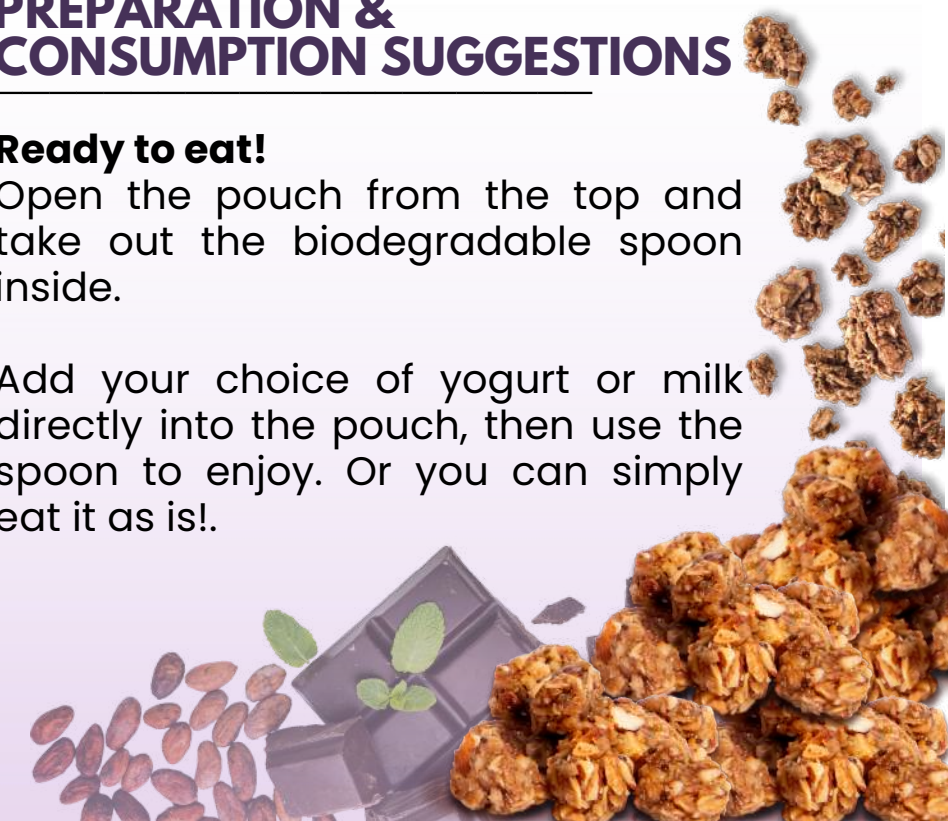 PREPARATION &
CONSUMPTION SUGGESTIONS
Ready to eat!
Open the pouch from the top and
take out the biodegradable spoon
inside.
Add your choice of yogurt or milk
directly into the pouch, then use the
spoon to enjoy. Or you can simply
eat it as is!.